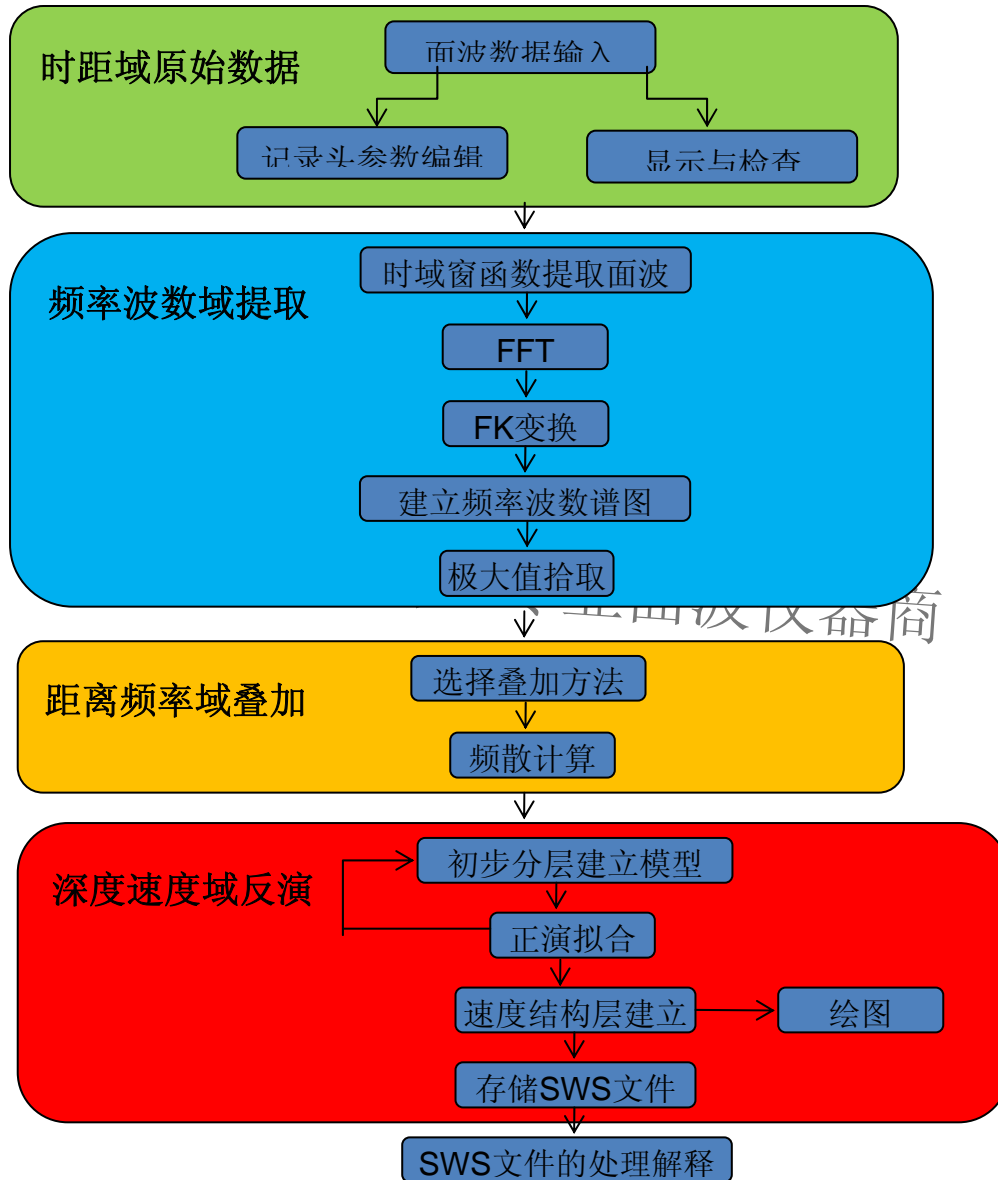 时距域原始数据
面波数据输入
记录头参数编辑
显示与检查
频率波数域提取
时域窗函数提取面波
FFT
FK变换
建立频率波数谱图
极大值拾取
业面波仪器商
距离频率域叠加
选择叠加方法
频散计算
深度速度域反演
初步分层建立模型
正演拟合
速度结构层建立
绘图
存储SWS文件
SWS文件的处理解释